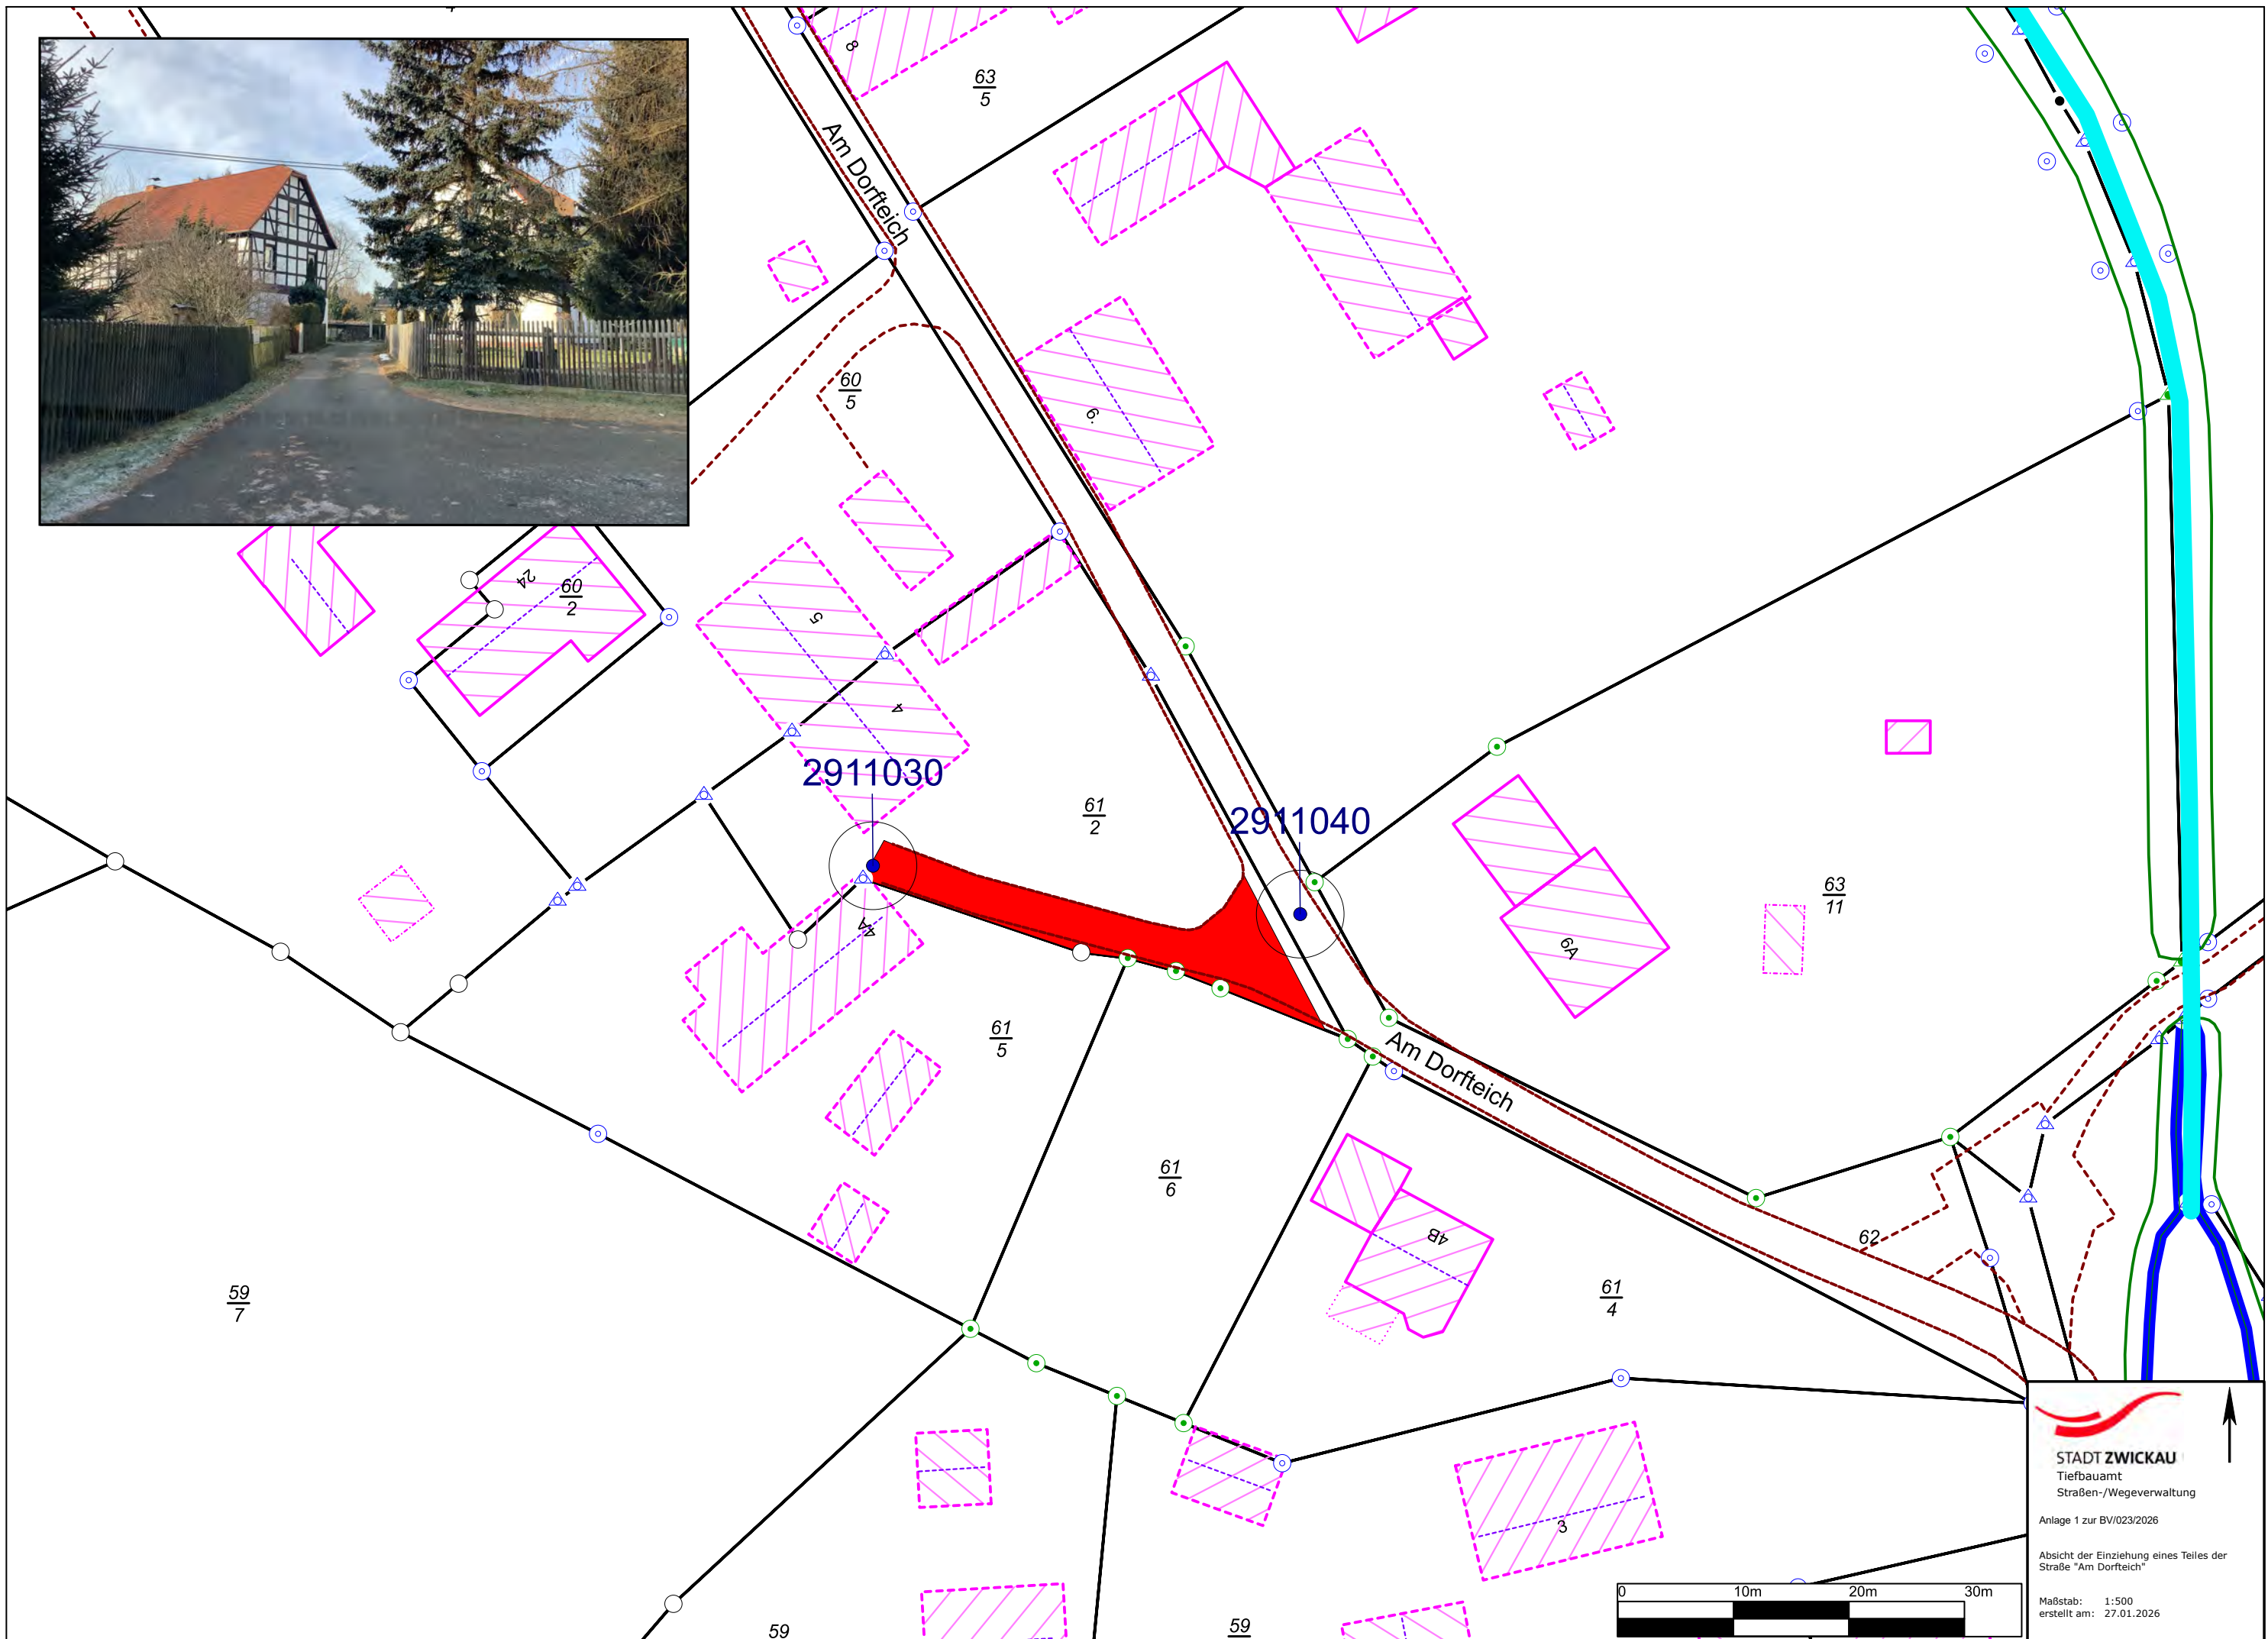 8
63
5
Am Dorfteich
60
5
6.
24
60
2
5
4
2911030
61
2
2911040
63
11
6A
4A
61
5
Am Dorfteich
61
6
4B
62
59
7
61
4
3
59
59
STADT ZWICKAU
Tiefbauamt
Straßen-/Wegeverwaltung
Anlage 1 zur BV/023/2026
Absicht der Einziehung eines Teiles der
Straße "Am Dorfteich"
Maßstab: 1:500
erstellt am: 27.01.2026
0 10m 20m 30m